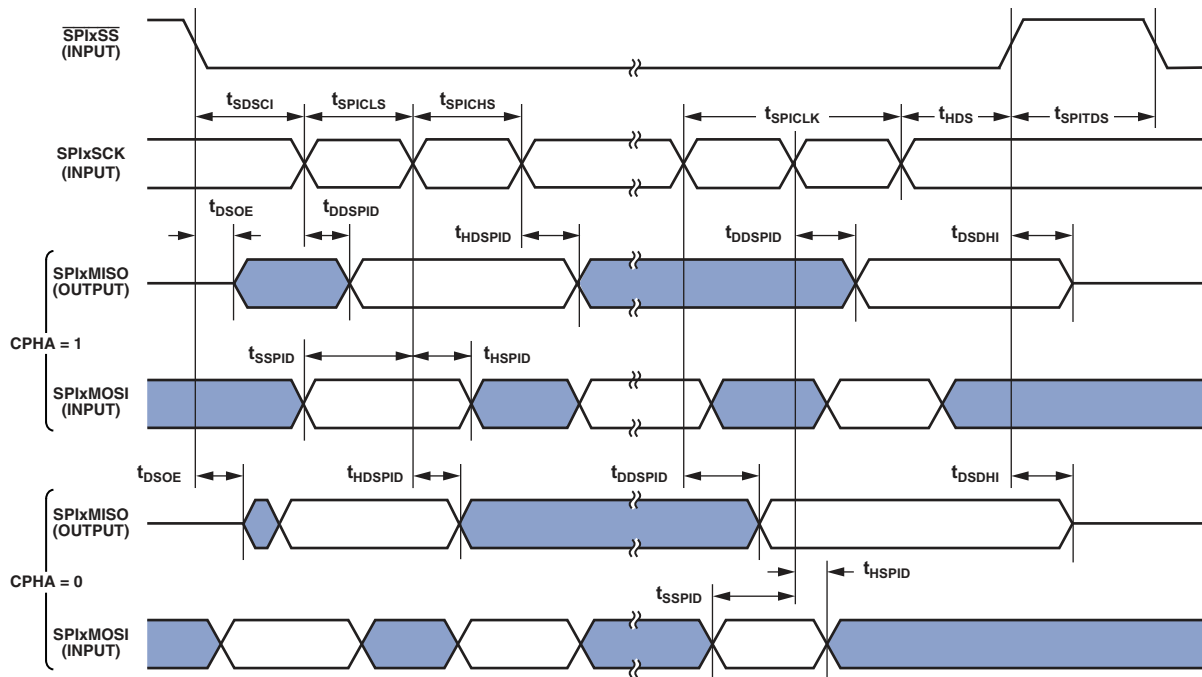 SPIxSS
(INPUT)
tSDSCI tSPICLS tSPICHS tSPICLK tHDS tSPITDS
SPIxSCK
(INPUT)
tDSOE tDDSPID tHDSPID tDDSPID tDSDHI
SPIxMISO
(OUTPUT)
CPHA = 1
tSSPID tHSPID
SPIxMOSI
(INPUT)
tDSOE tHDSPID tDDSPID tDSDHI
SPIxMISO
(OUTPUT)
CPHA = 0
tHSPID
tSSPID
SPIxMOSI
(INPUT)